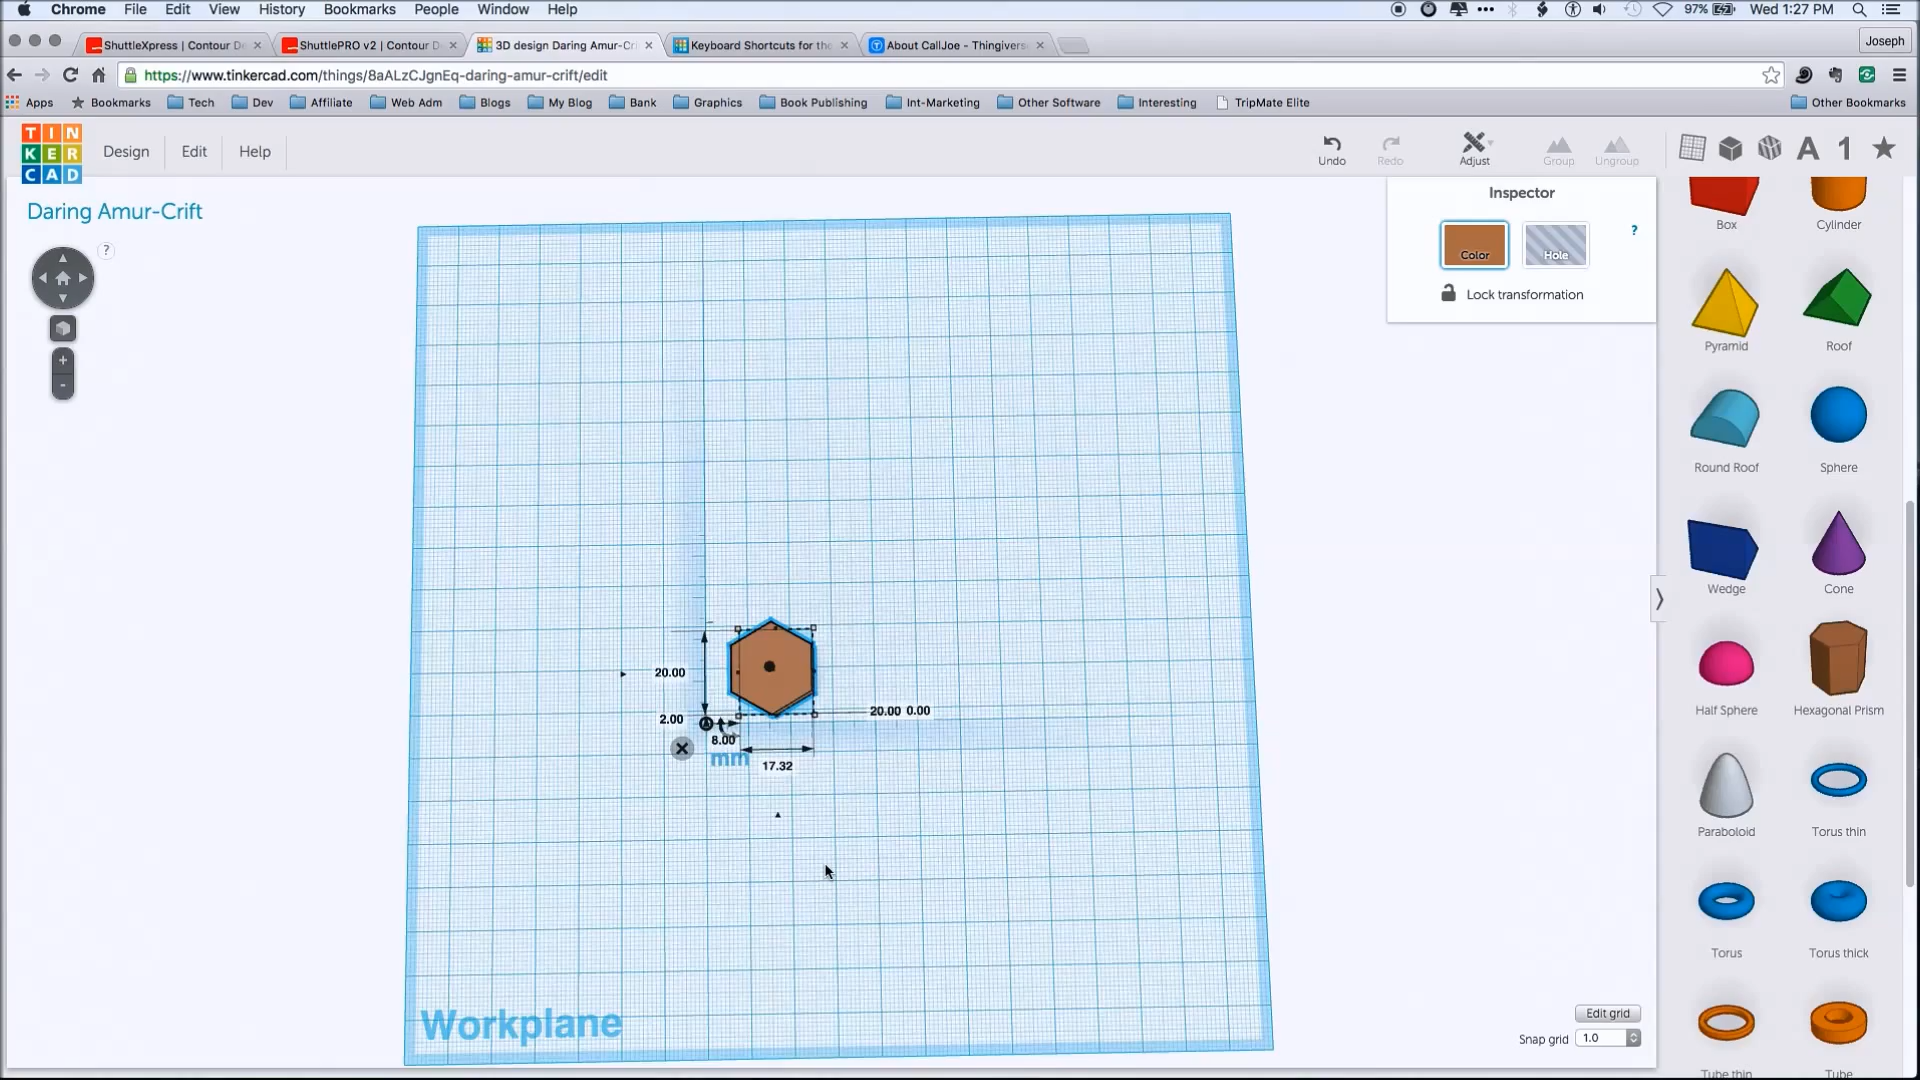 Chrome File Edit View History Bookmarks People Window Help 97% Wed 1:27 PM
ShuttleXpress | Contour De ShuttlePRO v2 | Contour D 3D design Daring Amur-Cri Keyboard Shortcuts for the About CallJoe - Thingivers Joseph
https://www.tinkercad.com/things/8aALzCJgnEq-daring-amur-crift/edit
Apps Bookmarks Tech Dev Affiliate Web Adm Blogs My Blog Bank Graphics Book Publishing Int-Marketing Other Software Interesting TripMate Elite Other Bookmarks
TIN
KER
CAD
Design Edit Help
Undo Redo Adjust Group Ungroup
A 1
Daring Amur-Crift
?
+
-
Inspector
Color Hole
?
Lock transformation
Box Cylinder
Pyramid Roof
Round Roof Sphere
Wedge Cone
Half Sphere Hexagonal Prism
Paraboloid Torus thin
Torus Torus thick
Tube thin Tube
20.00
2.00
20.00 0.00
8.00
mm
17.32
Workplane
Edit grid
Snap grid 1.0